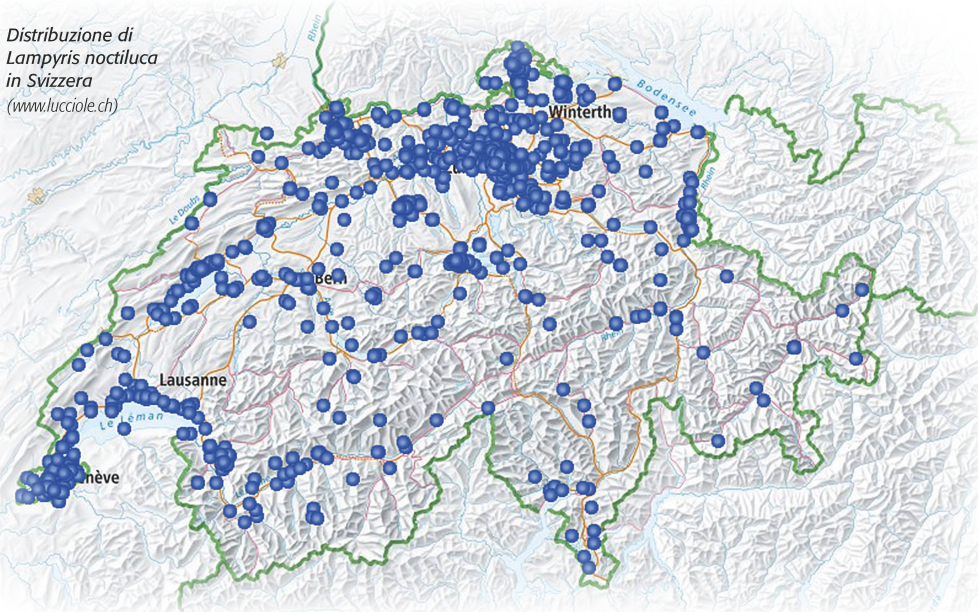 Distribuzione di
Lampyris noctiluca
in Svizzera
(www.lucciole.ch)
Rhein
Bodensee
Winterth
Rhein
Le Doubs
Bern
Rhein
Lausanne
Le Léman
nève